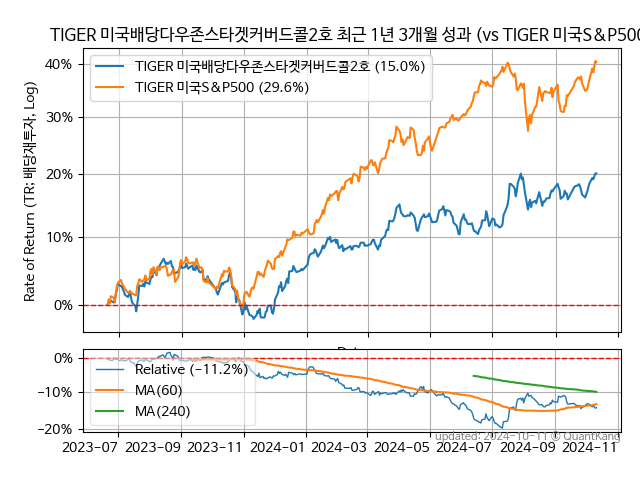 TIGER 미국배당다우존스타겟커버드콜2호 최근 1년 3개월 성과 (vs TIGER 미국S&P500
TIGER 미국배당다우존스타겟커버드콜2호 (15.0%)
TIGER 미국S&P500 (29.6%)
Rate of Return (TR: 배당재투자, Log)
40%
30%
20%
10%
0%
0%
−10%
−20%
Relative (−11.2%)
MA(60)
MA(240)
2023−07 2023−09 2023−11 2024−01 2024−03 2024−05 2024−07 2024−09 2024−11
updated: 2024-10-11 © QuantKang